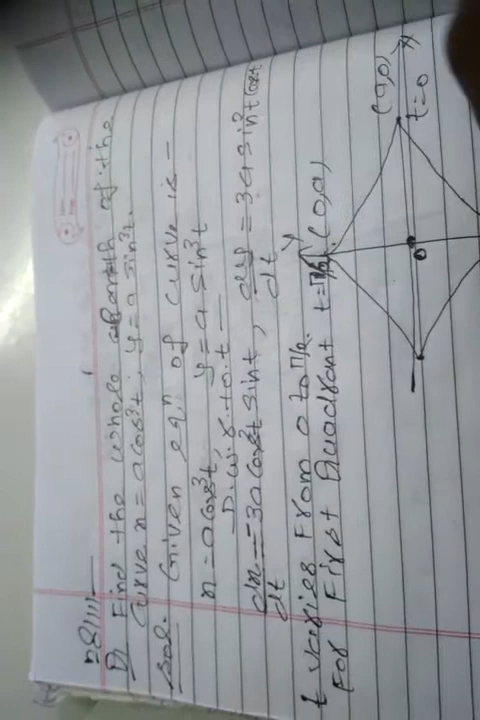 Q. Find the whole length of the
curve x = a cos³t, y = a sin³t.
Sol. Given eqⁿ of curve is —
x = a cos³t, y = a sin³t
D.w.r.to.t —
dx/dt = -3a cos²t sint, dy/dt = 3a sin²t cost
t varies from 0 to π/2.
For First Quadrant
Y
t=π/2 (0,a)
0
(a,0)
t=0
X